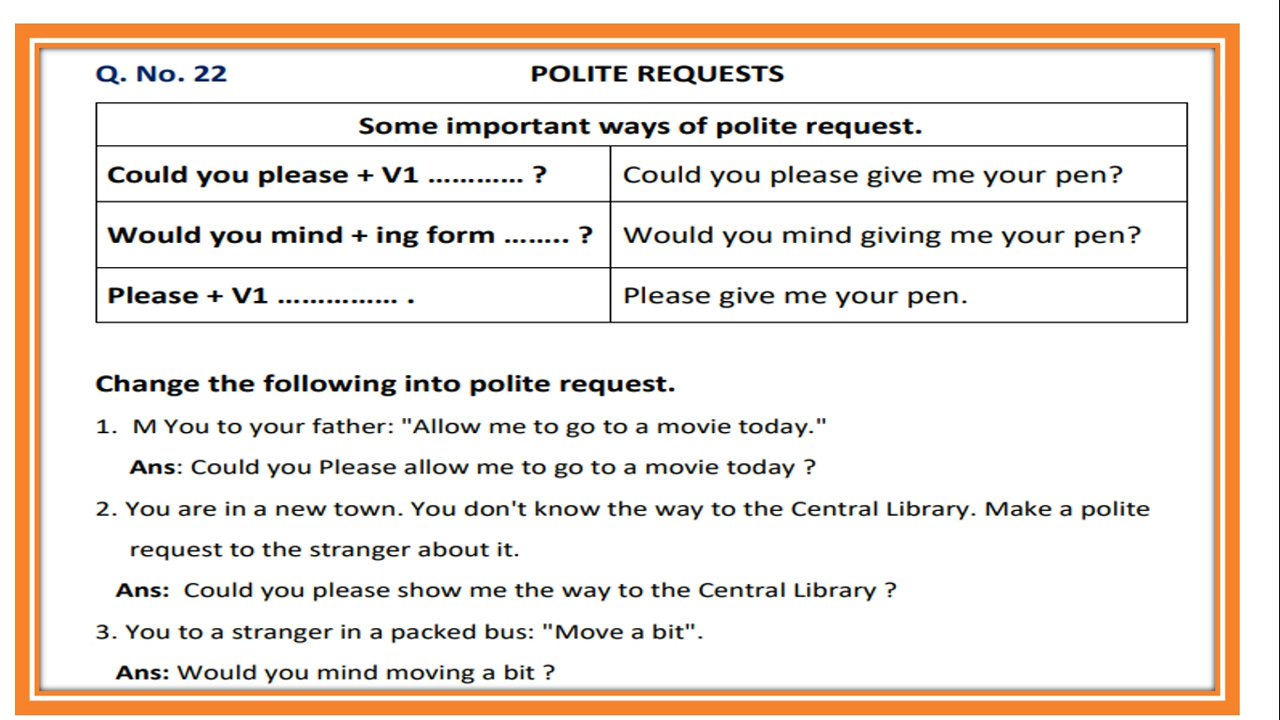 Q. No. 22 POLITE REQUESTS
Some important ways of polite request.
Could you please + V1 ………… ? Could you please give me your pen?
Would you mind + ing form …….. ? Would you mind giving me your pen?
Please + V1 …………… . Please give me your pen.
Change the following into polite request.
1. M You to your father: "Allow me to go to a movie today."
Ans: Could you Please allow me to go to a movie today ?
2. You are in a new town. You don't know the way to the Central Library. Make a polite
request to the stranger about it.
Ans: Could you please show me the way to the Central Library ?
3. You to a stranger in a packed bus: "Move a bit".
Ans: Would you mind moving a bit ?